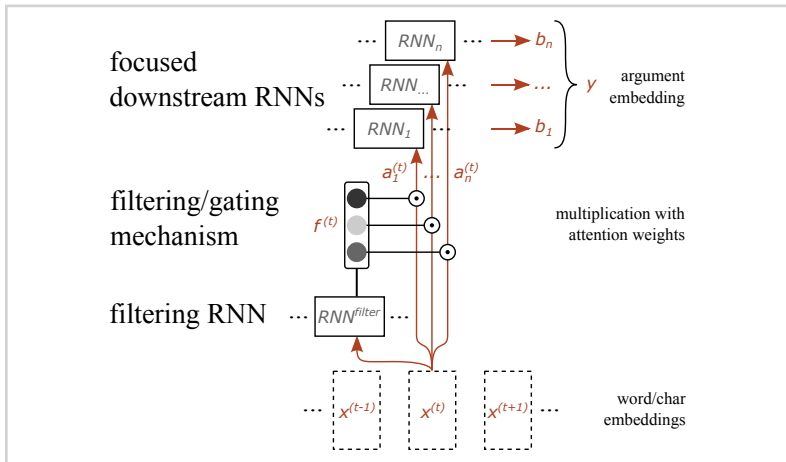 ... RNNₙ ... bₙ
focused
downstream RNNs
RNN... ... y
argument
embedding
... RNN₁ ... b₁
a₁⁽ᵗ⁾ ... aₙ⁽ᵗ⁾
filtering/gating
mechanism
f⁽ᵗ⁾
multiplication with
attention weights
filtering RNN
... RNNᶠⁱˡᵗᵉʳ ...
... x⁽ᵗ⁻¹⁾ x⁽ᵗ⁾ x⁽ᵗ⁺¹⁾ ...
word/char
embeddings